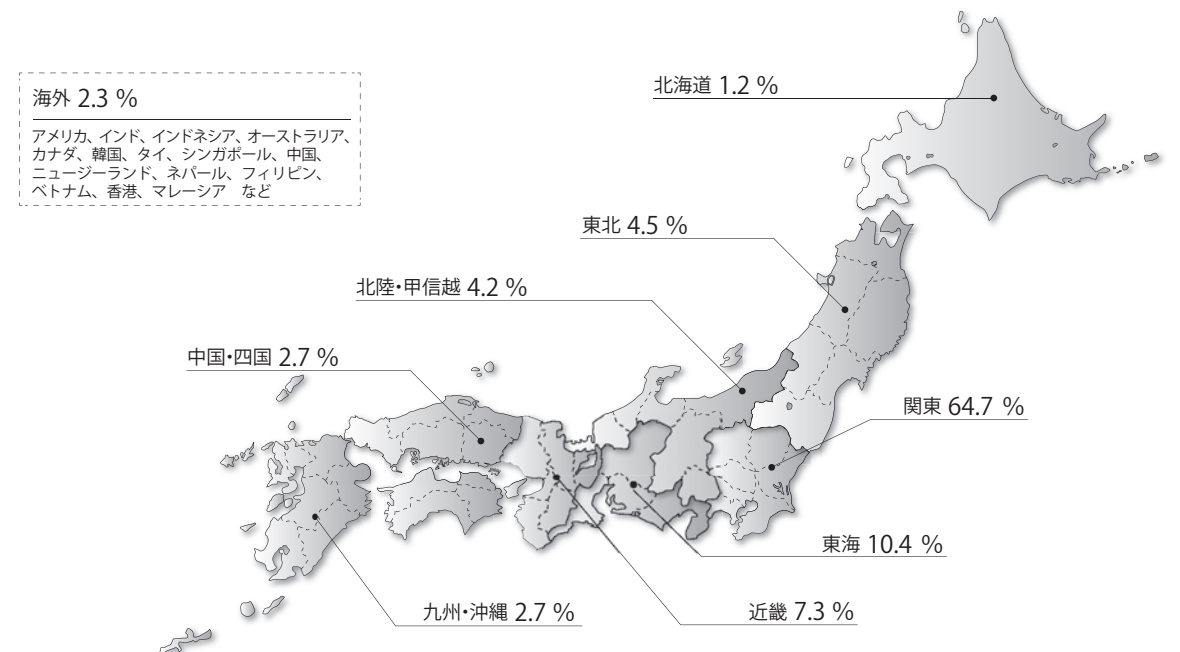 海外 2.3 %
アメリカ、インド、インドネシア、オーストラリア、
カナダ、韓国、タイ、シンガポール、中国、
ニュージーランド、ネパール、フィリピン、
ベトナム、香港、マレーシア など
北海道 1.2 %
東北 4.5 %
北陸・甲信越 4.2 %
中国・四国 2.7 %
関東 64.7 %
東海 10.4 %
九州・沖縄 2.7 %
近畿 7.3 %